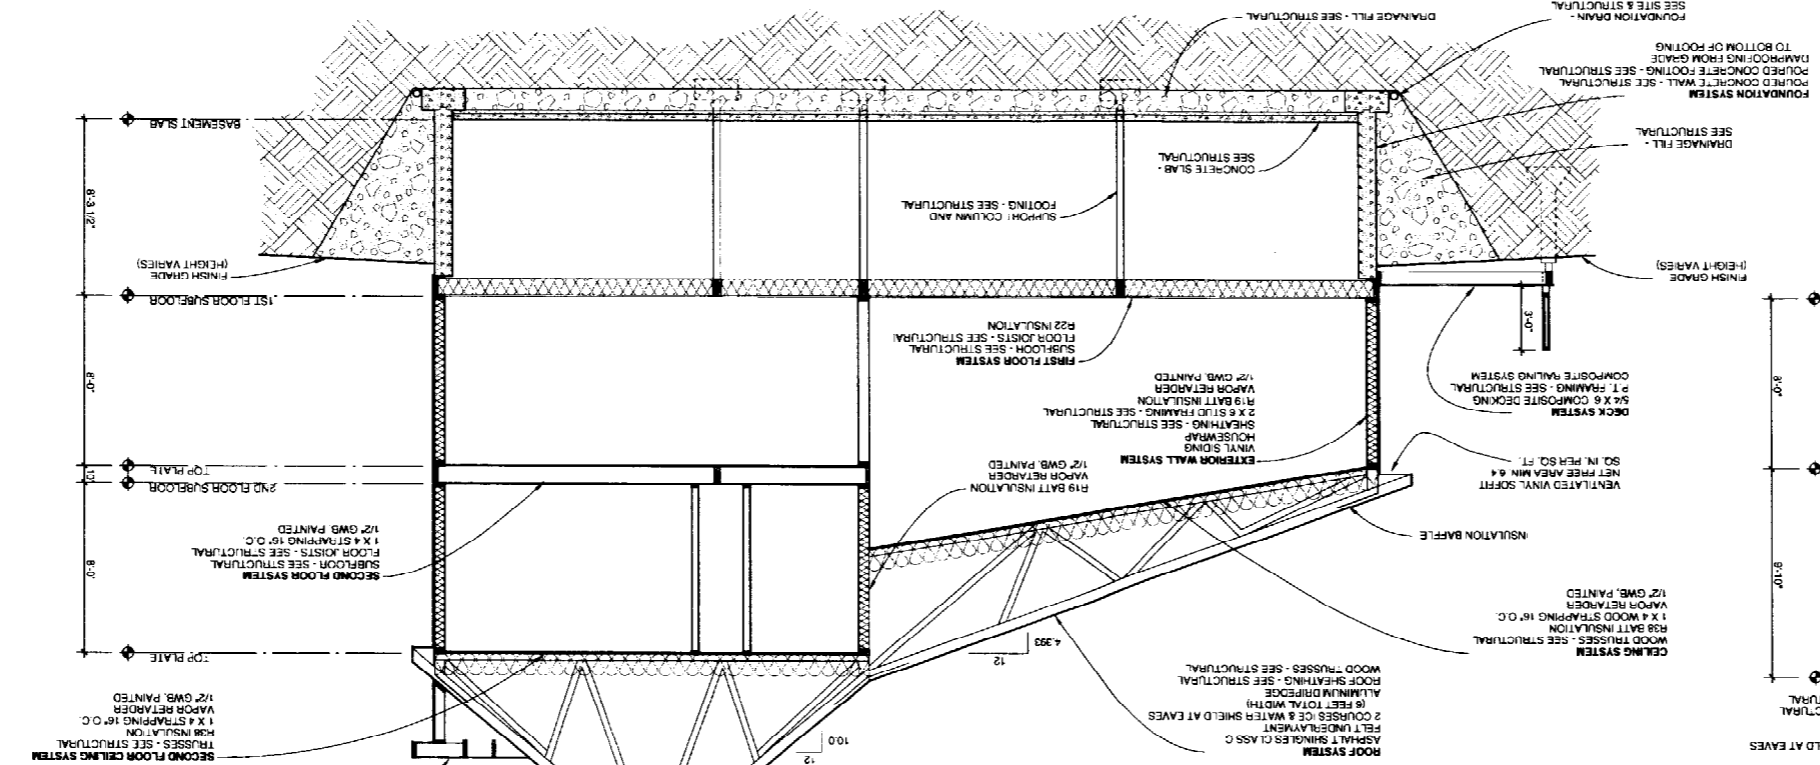 LD AT EAVES
CTURAL
URAL
ROOF SYSTEM
ASPHALT SHINGLES CLASS C
FELT UNDERLAYMENT
2 COURSES ICE & WATER SHIELD AT EAVES
(6 FEET TOTAL WIDTH)
ALUMINUM DRIPEDGE
ROOF SHEATHING - SEE STRUCTURAL
WOOD TRUSSES - SEE STRUCTURAL
12
10.0
SECOND FLOOR CEILING SYSTEM
TRUSSES - SEE STRUCTURAL
R38 INSULATION
1 X 4 STRAPPING 16" O.C.
VAPOR RETARDER
1/2" GWB, PAINTED
CEILING SYSTEM
WOOD TRUSSES - SEE STRUCTURAL
R38 BATT INSULATION
1 X 4 WOOD STRAPPING 16" O.C.
VAPOR RETARDER
1/2" GWB, PAINTED
12
4.393
TOP PLATE
9'-10"
8'-0"
INSULATION BAFFLE
SECOND FLOOR SYSTEM
SUBFLOOR - SEE STRUCTURAL
FLOOR JOISTS - SEE STRUCTURAL
1 X 4 STRAPPING 16" O.C.
1/2" GWB, PAINTED
VENTILATED VINYL SOFFIT
NET FREE AREA MIN 6.4
SQ. IN. PER SQ. FT.
R19 BATT INSULATION
VAPOR RETARDER
1/2" GWB, PAINTED
2ND FLOOR SUBFLOOR
10"
TOP PLATE
EXTERIOR WALL SYSTEM
VINYL SIDING
HOUSEWRAP
SHEATHING - SEE STRUCTURAL
2 X 6 STUD FRAMING - SEE STRUCTURAL
R19 BATT INSULATION
VAPOR RETARDER
1/2" GWB, PAINTED
DECK SYSTEM
5/4 6 X COMPOSITE DECKING
P.T. FRAMING - SEE STRUCTURAL
COMPOSITE RAILING SYSTEM
8'-0"
8'-0"
FIRST FLOOR SYSTEM
SUBFLOOR - SEE STRUCTURAL
FLOOR JOISTS - SEE STRUCTURAL
R22 INSULATION
3'-0"
1ST FLOOR SUBFLOOR
FINISH GRADE
(HEIGHT VARIES)
FINISH GRADE
(HEIGHT VARIES)
SUPPORT COLUMN AND
FOOTING - SEE STRUCTURAL
8'-3 1/2"
CONCRETE SLAB -
SEE STRUCTURAL
DRAINAGE FILL -
SEE STRUCTURAL
BASEMENT SLAB
FOUNDATION SYSTEM
POURED CONCRETE WALL - SEE STRUCTURAL
POURED CONCRETE FOOTING - SEE STRUCTURAL
DAMPROOFING FROM GRADE
TO BOTTOM OF FOOTING
FOUNDATION DRAIN -
SEE SITE & STRUCTURAL
DRAINAGE FILL - SEE STRUCTURAL